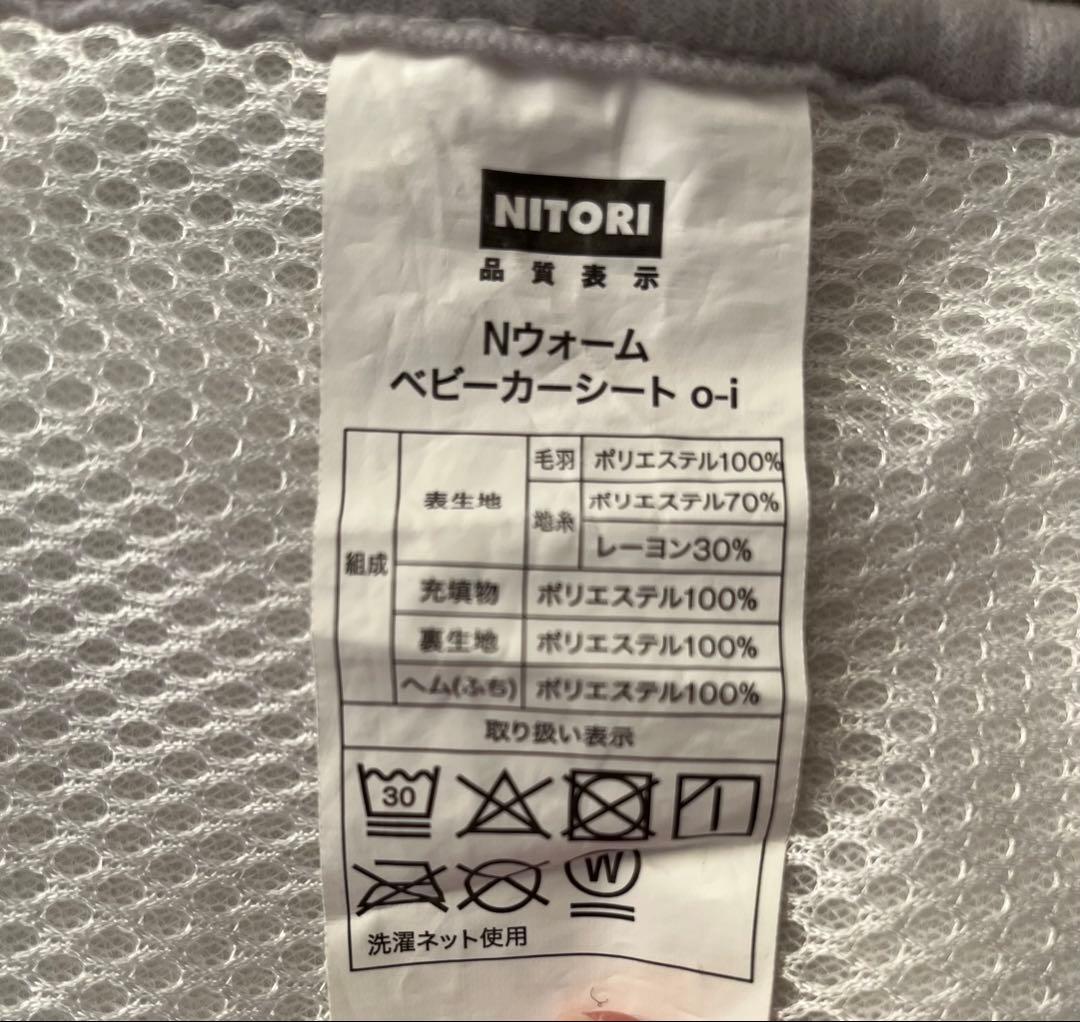 NITORI
品質表示
Nウォーム
ベビーカーシート o-i
組成 表生地 毛羽 ポリエステル100%
地糸 ポリエステル70%
レーヨン30%
充填物 ポリエステル100%
裏生地 ポリエステル100%
ヘム(ふち) ポリエステル100%
取り扱い表示
30
W
洗濯ネット使用